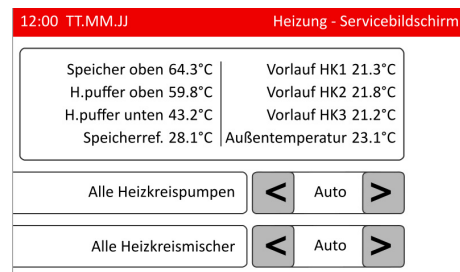 12:00 TT.MM.JJ Heizung - Servicebildschirm
Speicher oben 64.3°C Vorlauf HK1 21.3°C
H.puffer oben 59.8°C Vorlauf HK2 21.8°C
H.puffer unten 43.2°C Vorlauf HK3 21.2°C
Speicherref. 28.1°C Außentemperatur 23.1°C
Alle Heizkreispumpen < Auto >
Alle Heizkreismischer < Auto >